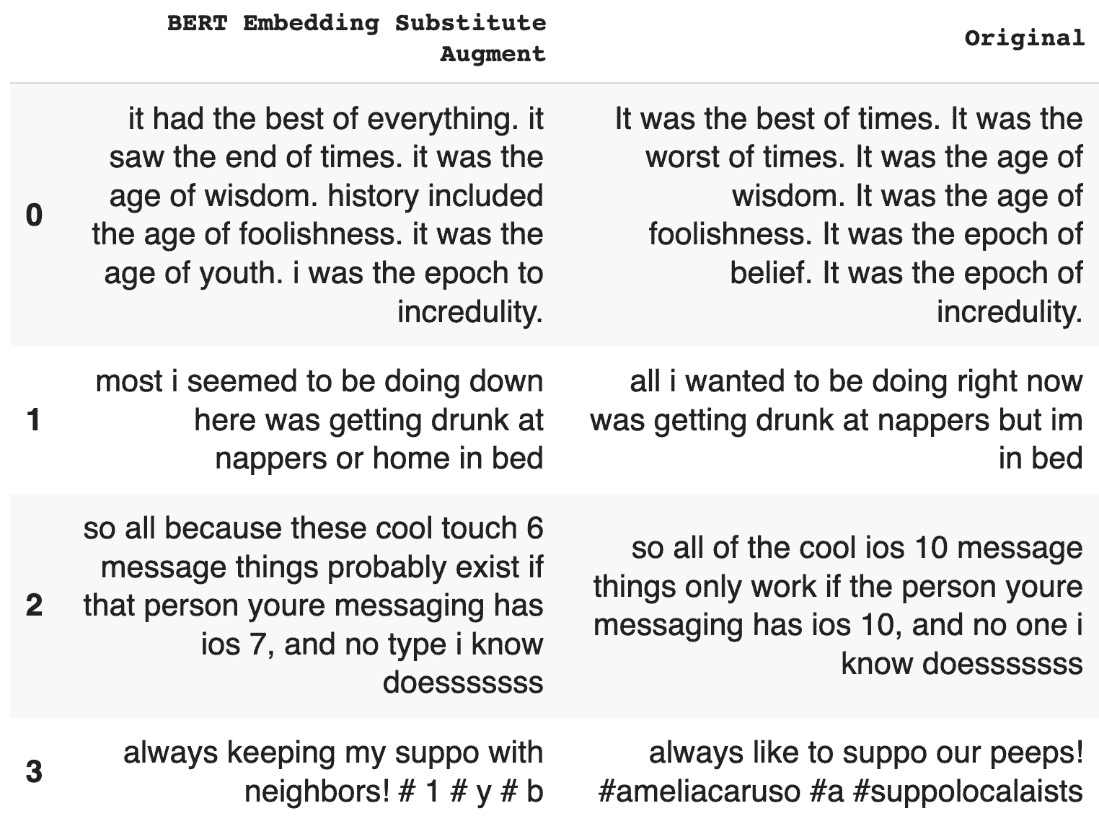 BERT Embedding Substitute
Augment
Original
0
it had the best of everything. it
saw the end of times. it was the
age of wisdom. history included
the age of foolishness. it was the
age of youth. i was the epoch to
incredulity.
It was the best of times. It was the
worst of times. It was the age of
wisdom. It was the age of
foolishness. It was the epoch of
belief. It was the epoch of
incredulity.
1
most i seemed to be doing down
here was getting drunk at
nappers or home in bed
all i wanted to be doing right now
was getting drunk at nappers but im
in bed
2
so all because these cool touch 6
message things probably exist if
that person youre messaging has
ios 7, and no type i know
doesssssss
so all of the cool ios 10 message
things only work if the person youre
messaging has ios 10, and no one i
know doesssssss
3
always keeping my suppo with
neighbors! # 1 # y # b
always like to suppo our peeps!
#ameliacaruso #a #suppolocalaists